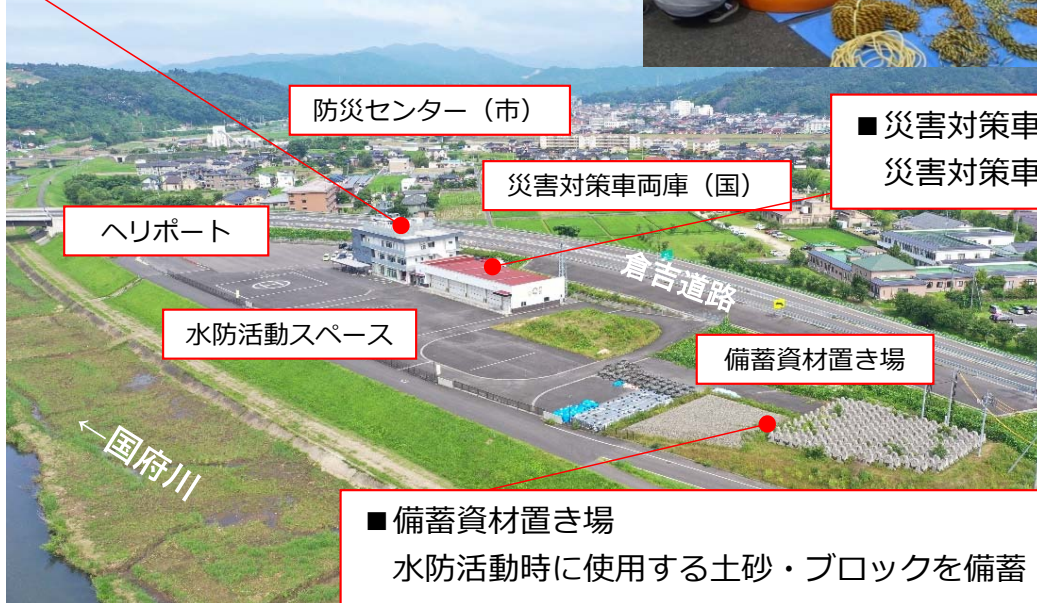 防災センター（市）
■災害対策車
災害対策車
災害対策車両庫（国）
ヘリポート
倉吉道路
水防活動スペース
備蓄資材置き場
←国府川
■備蓄資材置き場
水防活動時に使用する土砂・ブロックを備蓄